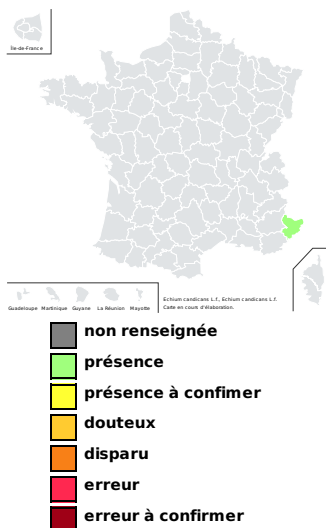 Île-de-France
Guadeloupe Martinique Guyane La Réunion Mayotte
Echium candicans L.f., Echium candicans L.f.
Carte en cours d'élaboration.
non renseignée
présence
présence à confimer
douteux
disparu
erreur
erreur à confirmer